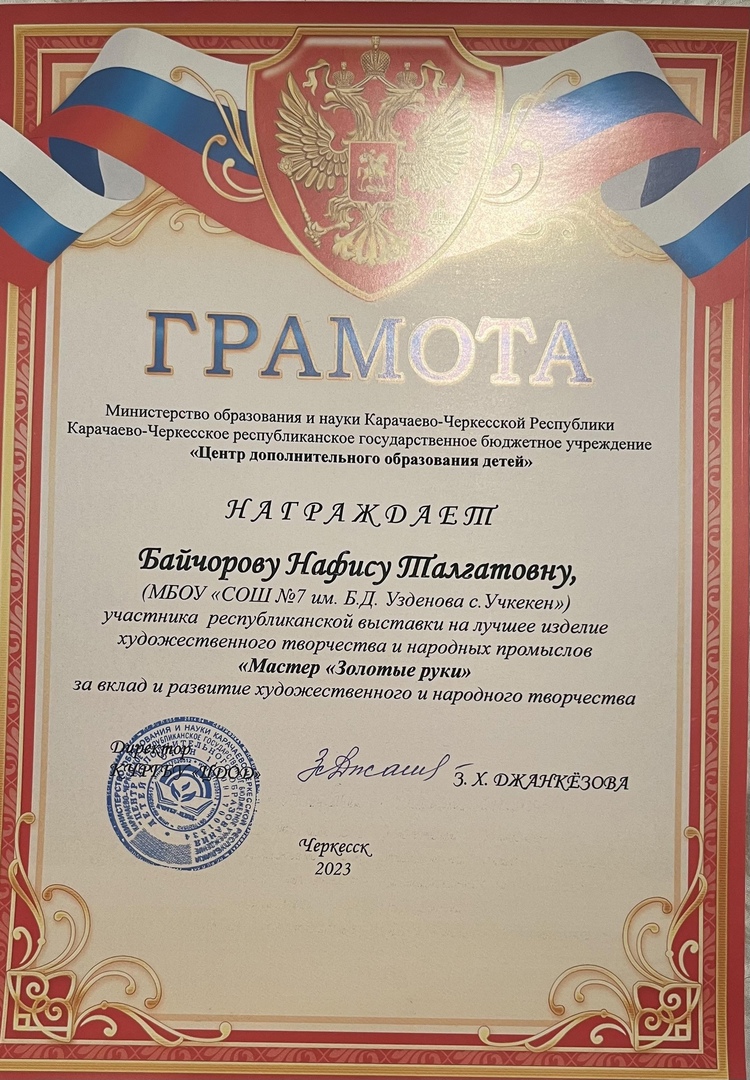 ГРАМОТА
Министерство образования и науки Карачаево-Черкесской Республики
Карачаево-Черкесское республиканское государственное бюджетное учреждение
«Центр дополнительного образования детей»
НАГРАЖДАЕТ
Байчорову Нафису Талгатовну,
(МБОУ «СОШ №7 им. Б.Д. Узденова с.Учкекен»)
участника республиканской выставки на лучшее изделие
художественного творчества и народных промыслов
«Мастер «Золотые руки»
за вклад и развитие художественного и народного творчества
Директор
КЧРГБУ «ЦДОД»
З. Х. ДЖАНКЁЗОВА
Черкесск
2023